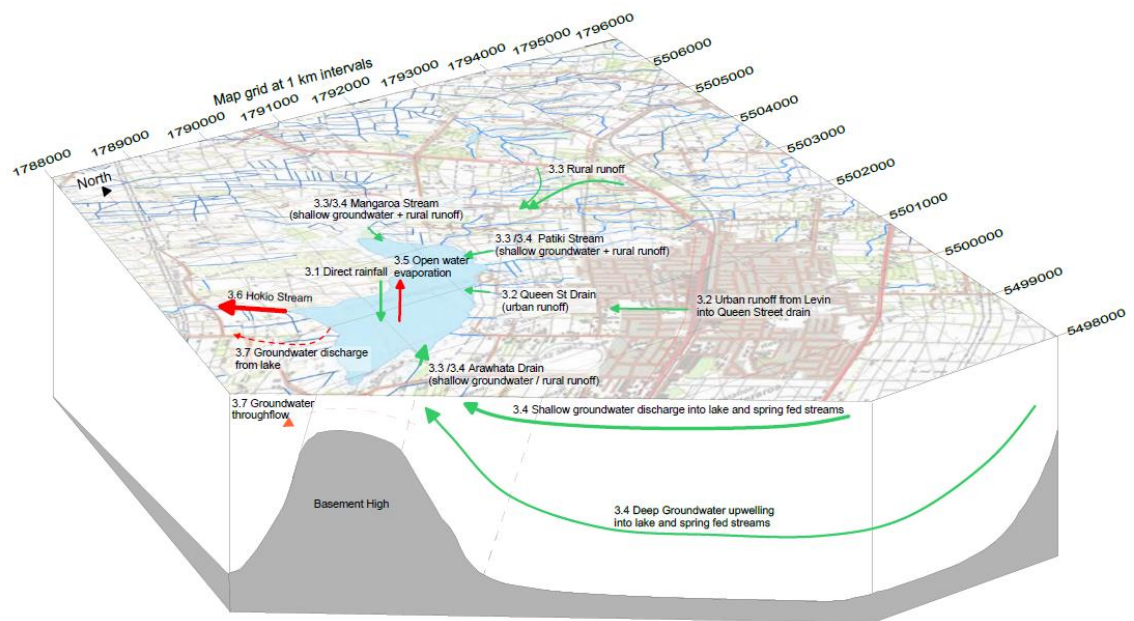 Map grid at 1 km intervals
1788000
1789000
1790000
1791000
1792000
1793000
1794000
1795000
1796000
5506000
5505000
5504000
5503000
5502000
5501000
5500000
5499000
5498000
North
3.3 Rural runoff
3.3/3.4 Mangaroa Stream
(shallow groundwater + rural runoff)
3.3 /3.4 Patiki Stream
(shallow groundwater + rural runoff)
3.1 Direct rainfall
3.5 Open water
evaporation
3.6 Hokio Stream
3.2 Queen St Drain
(urban runoff)
3.2 Urban runoff from Levin
into Queen Street drain
3.7 Groundwater discharge
from lake
3.3 /3.4 Arawhata Drain
(shallow groundwater / rural runoff)
3.7 Groundwater
throughflow
3.4 Shallow groundwater discharge into lake and spring fed streams
Basement High
3.4 Deep Groundwater upwelling
into lake and spring fed streams